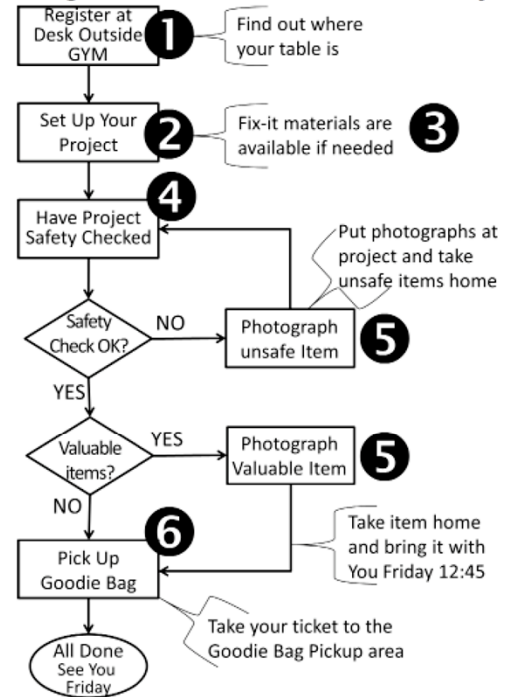 Register at
Desk Outside
GYM
1
Find out where
your table is
Set Up Your
Project
2
Fix-it materials are
available if needed
3
4
Have Project
Safety Checked
Put photographs at
project and take
unsafe items home
Safety
Check OK?
NO
Photograph
unsafe Item
5
YES
Valuable
items?
YES
Photograph
Valuable Item
5
NO
6
Take item home
and bring it with
You Friday 12:45
Pick Up
Goodie Bag
Take your ticket to the
Goodie Bag Pickup area
All Done
See You
Friday